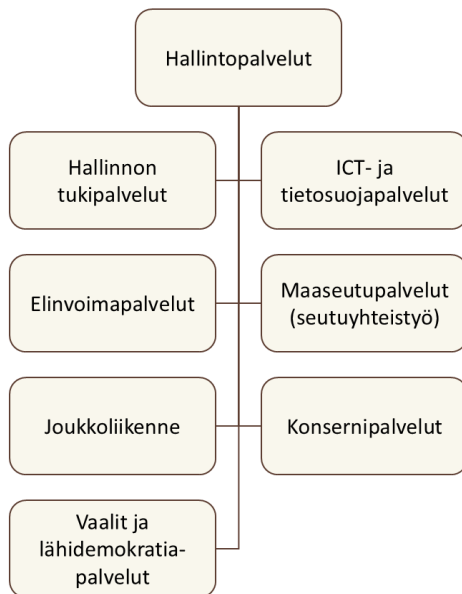 Hallintopalvelut
Hallinnon
tukipalvelut
ICT- ja
tietosuojapalvelut
Elinvoimapalvelut
Maaseutupalvelut
(seutuyhteistyö)
Joukkoliikenne
Konsernipalvelut
Vaalit ja
lähidemokratia-
palvelut